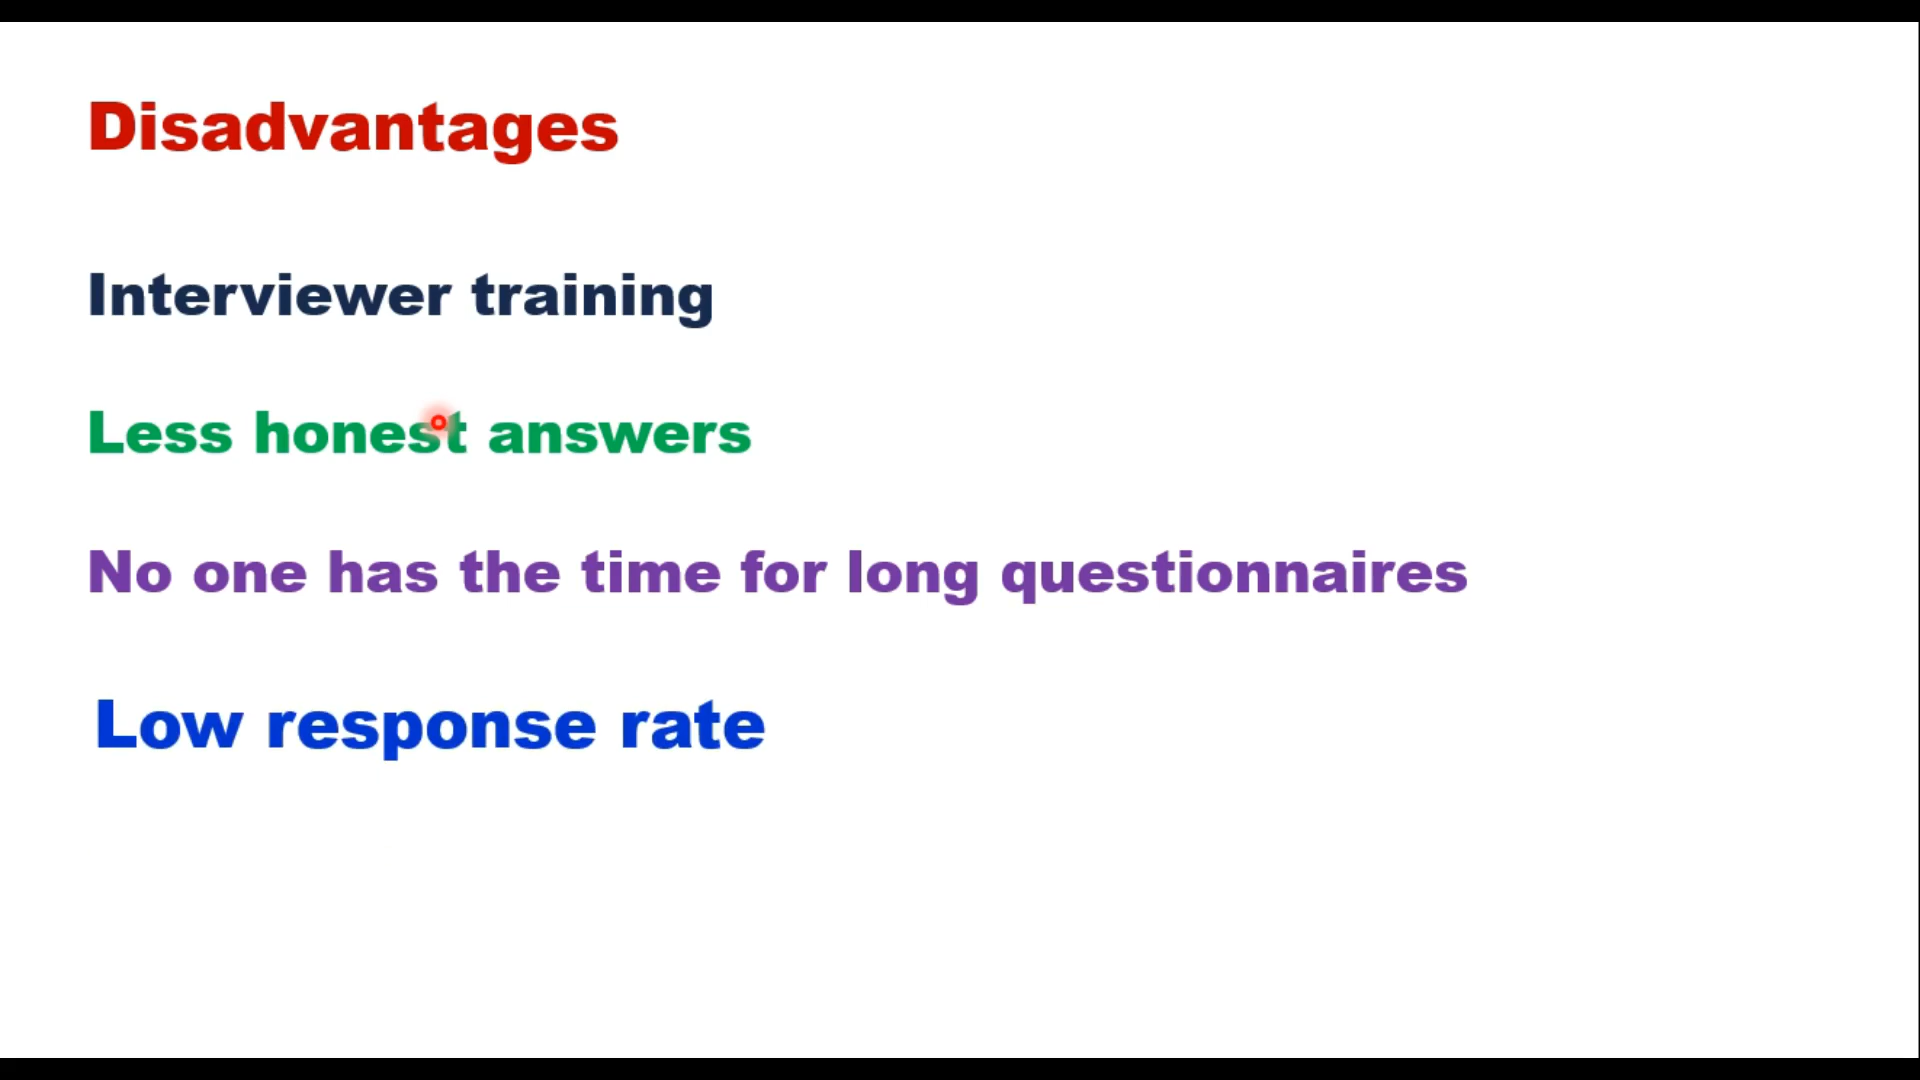 Disadvantages
Interviewer training
Less honest answers
No one has the time for long questionnaires
Low response rate